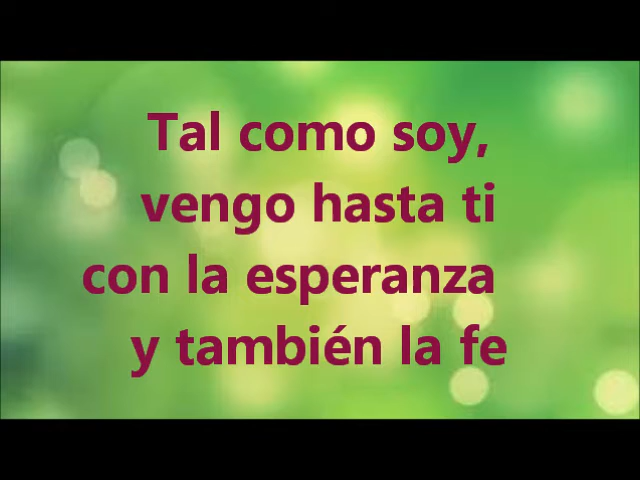 Tal como soy,
vengo hasta ti
con la esperanza
y también la fe